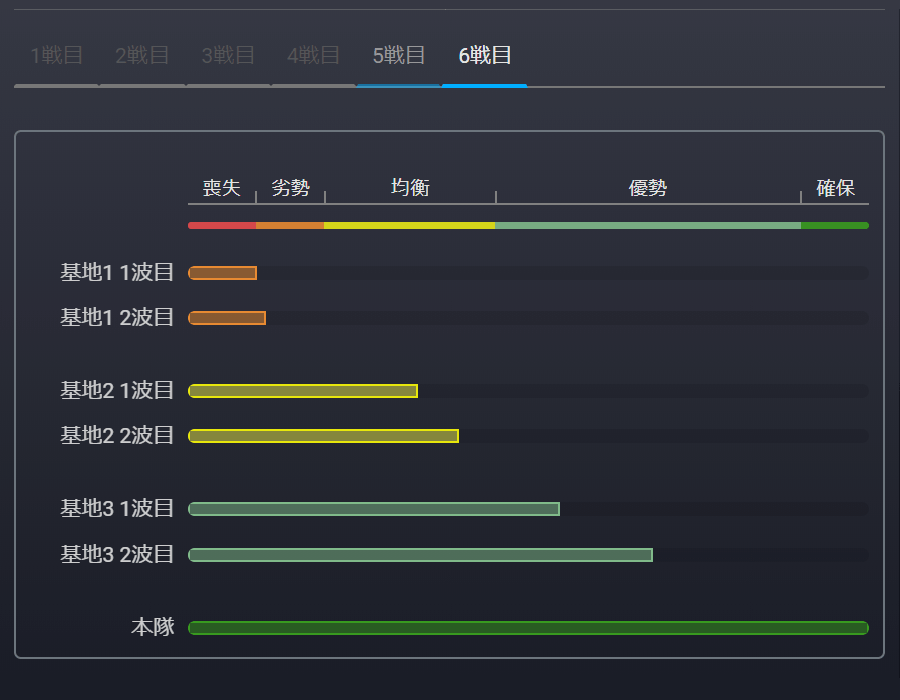 1戦目 2戦目 3戦目 4戦目 5戦目 6戦目
喪失 劣勢 均衡 優勢 確保
基地1 1波目
基地1 2波目
基地2 1波目
基地2 2波目
基地3 1波目
基地3 2波目
本隊